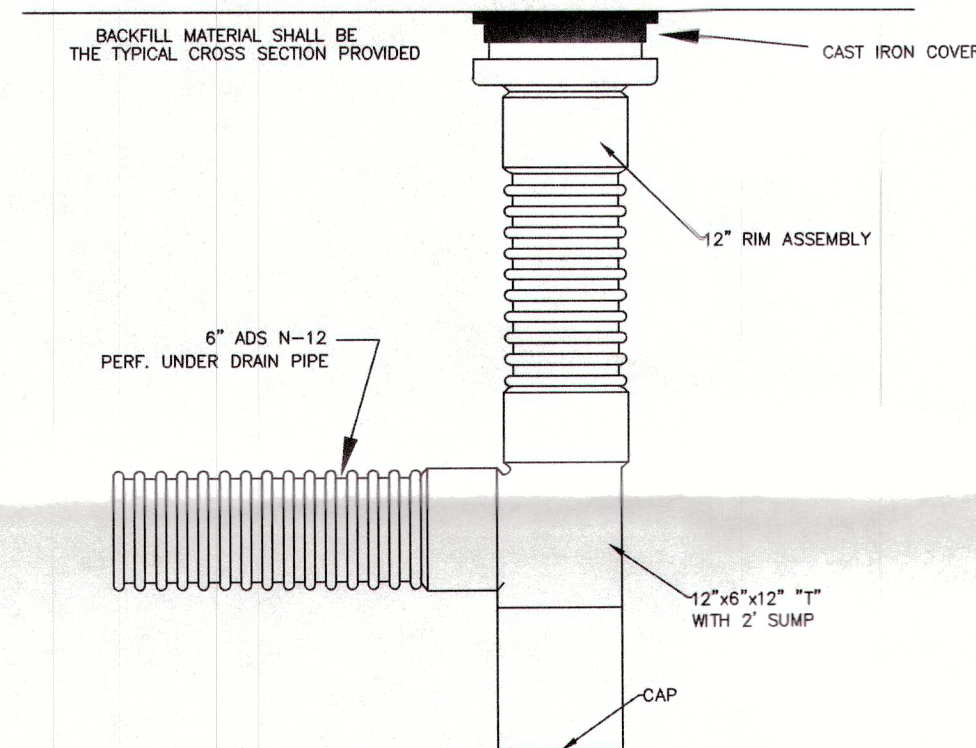 BACKFILL MATERIAL SHALL BE
THE TYPICAL CROSS SECTION PROVIDED
CAST IRON COVER
12" RIM ASSEMBLY
6" ADS N-12
PERF. UNDER DRAIN PIPE
12"x6"x12" "T"
WITH 2' SUMP
CAP